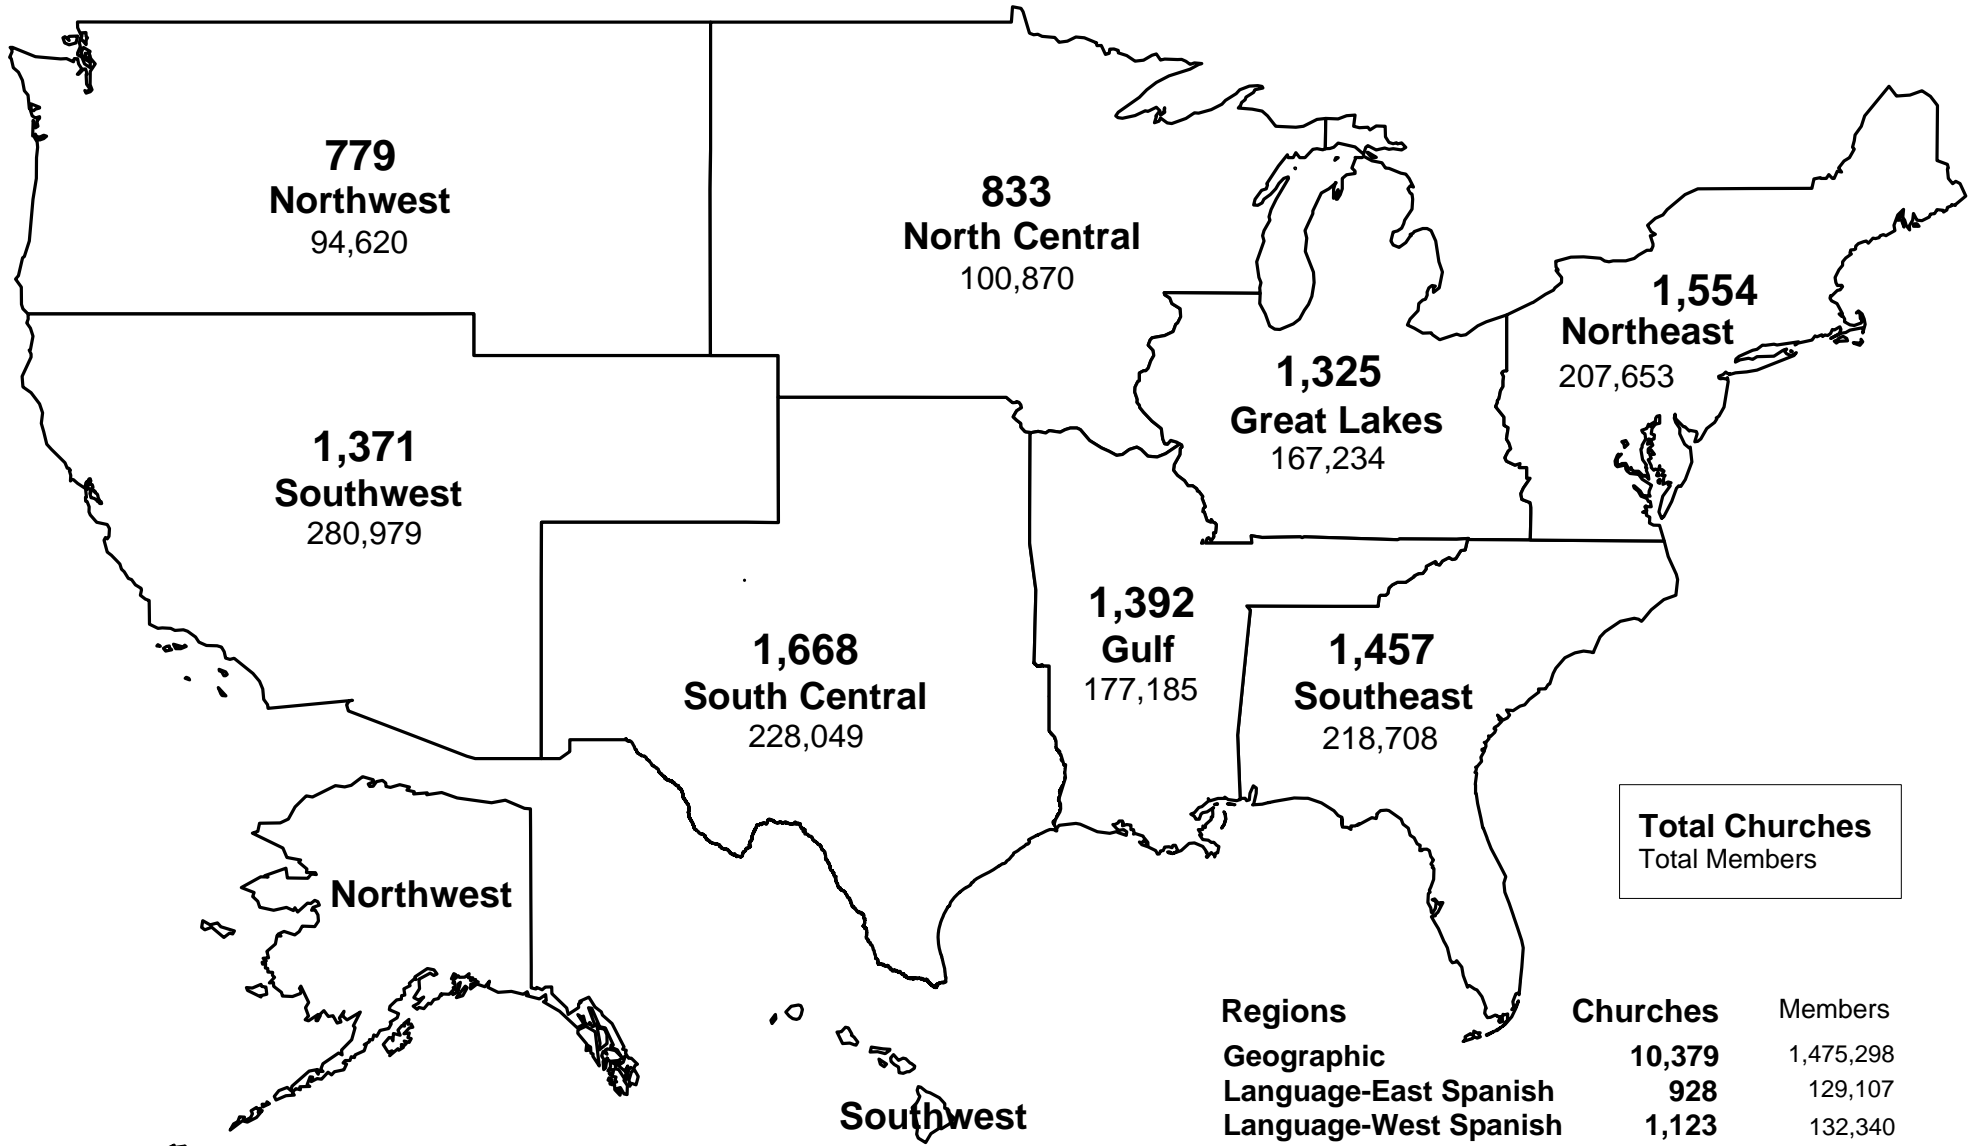 779
Northwest
94,620
833
North Central
100,870
1,554
Northeast
207,653
1,325
Great Lakes
167,234
1,371
Southwest
280,979
1,392
Gulf
177,185
1,668
South Central
228,049
1,457
Southeast
218,708
Total Churches
Total Members
Northwest
Southwest
Regions Churches Members
Geographic 10,379 1,475,298
Language-East Spanish 928 129,107
Language-West Spanish 1,123 132,340